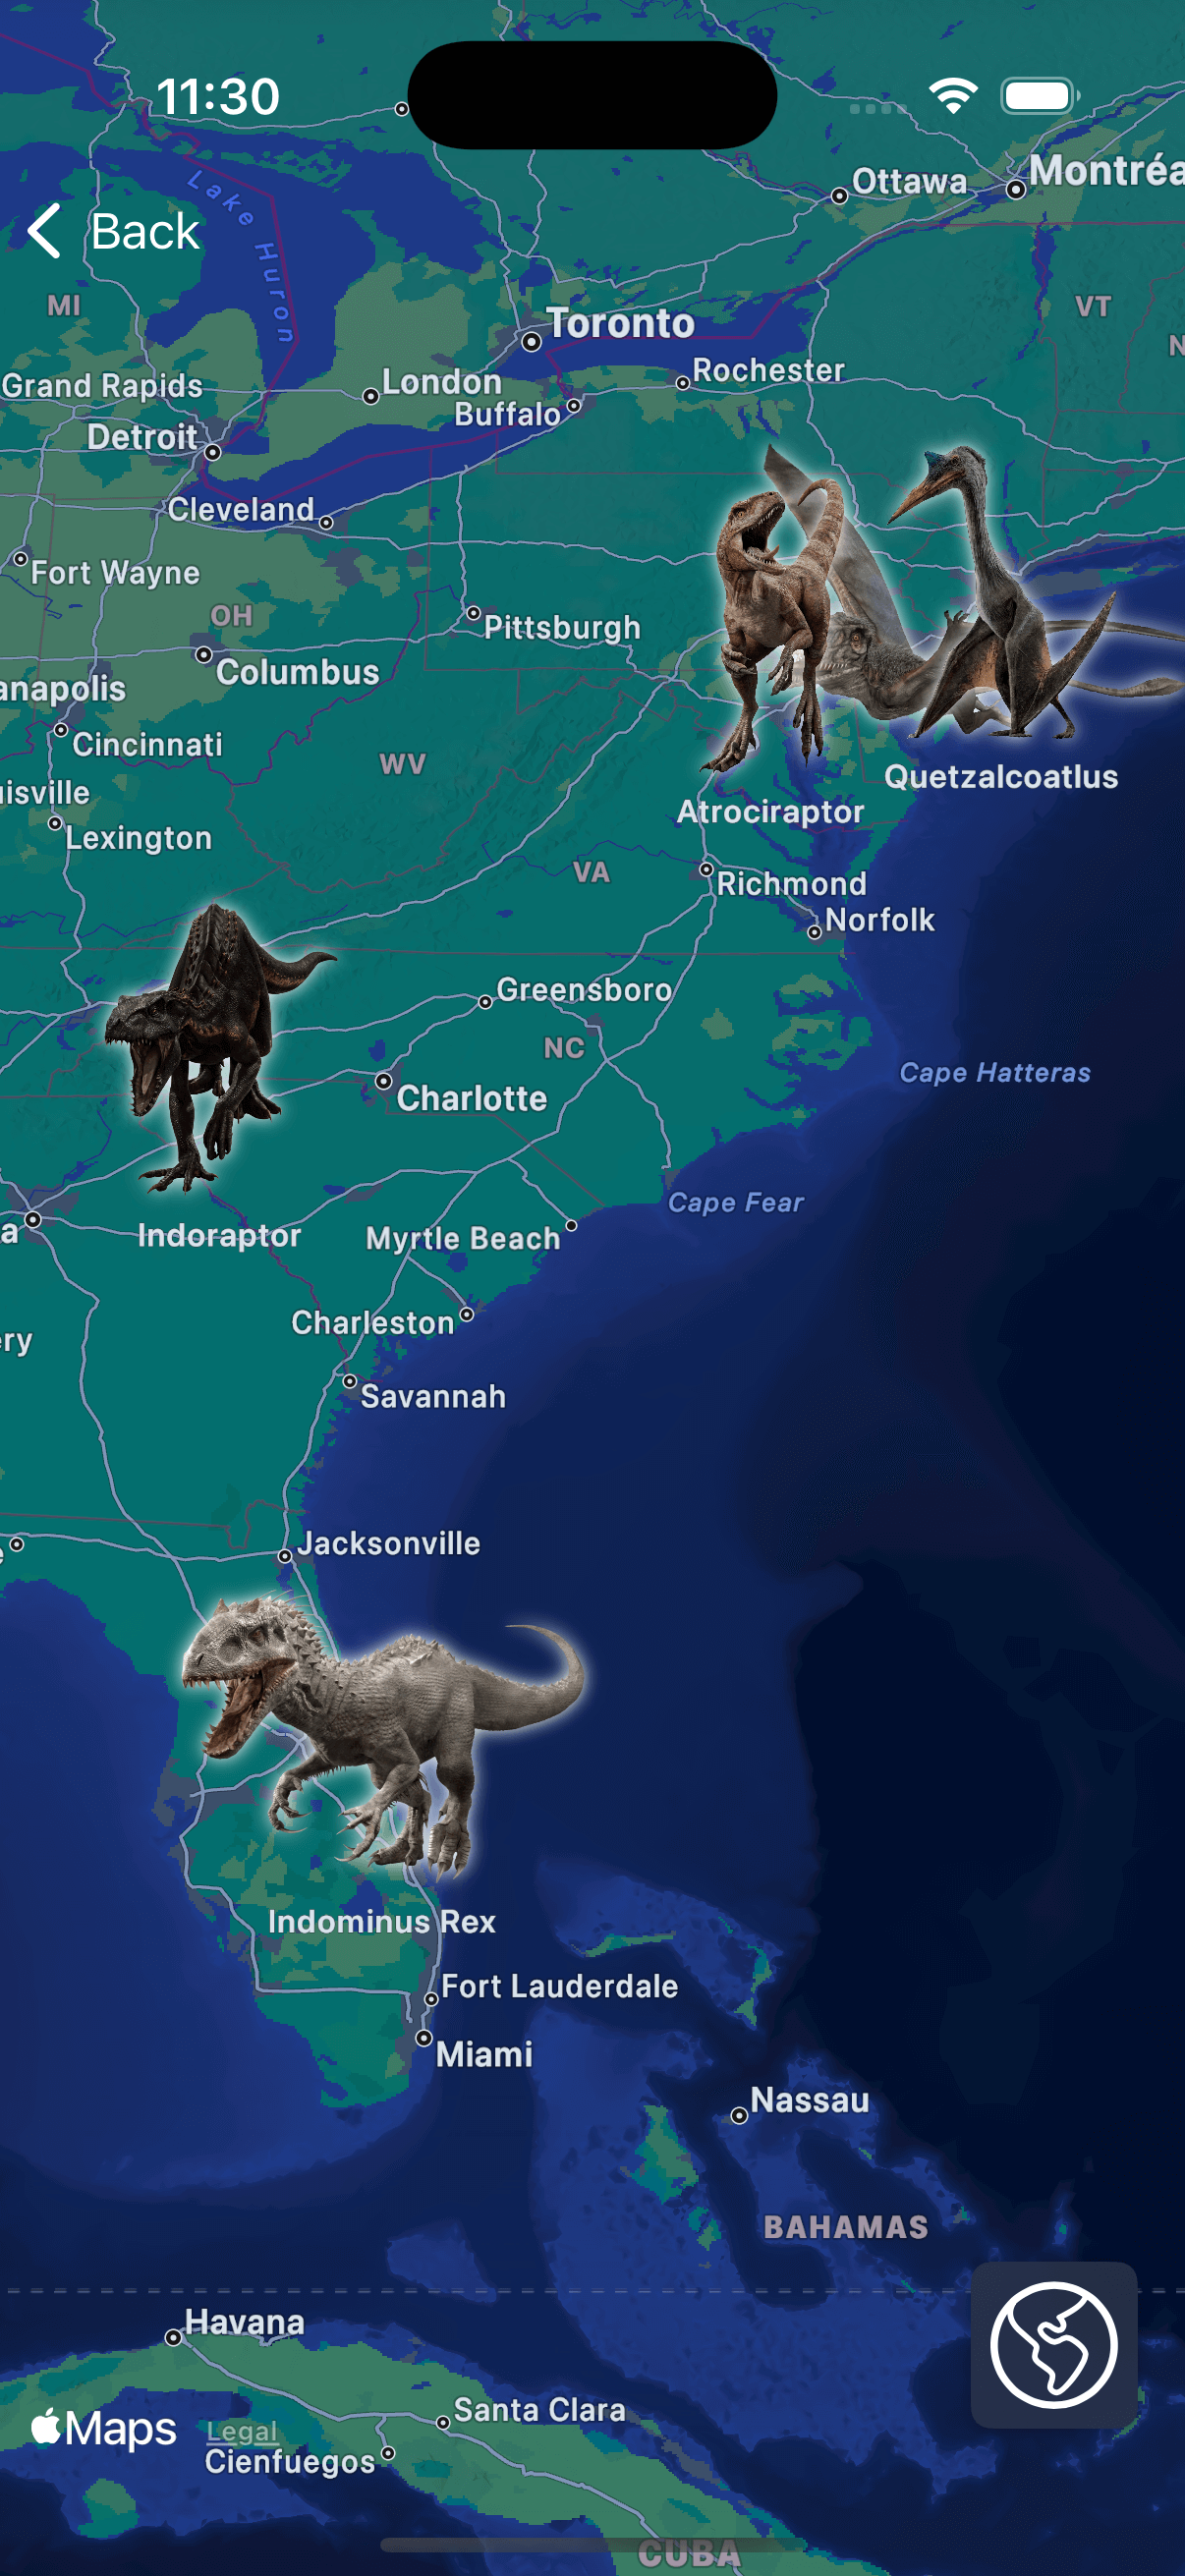 11:30
Ottawa
Montréa
Back
Lake Huron
MI
VT
N
Toronto
Rochester
Grand Rapids
London
Buffalo
Detroit
Cleveland
Fort Wayne
OH
Pittsburgh
Columbus
anapolis
Cincinnati
WV
Quetzalcoatlus
uisville
Atrociraptor
Lexington
VA
Richmond
Norfolk
Greensboro
NC
Cape Hatteras
Charlotte
Cape Fear
a
Indoraptor
Myrtle Beach
Charleston
ery
Savannah
Jacksonville
e
Indominus Rex
Fort Lauderdale
Miami
Nassau
BAHAMAS
Havana
Santa Clara
Maps
Legal
Cienfuegos
CUBA